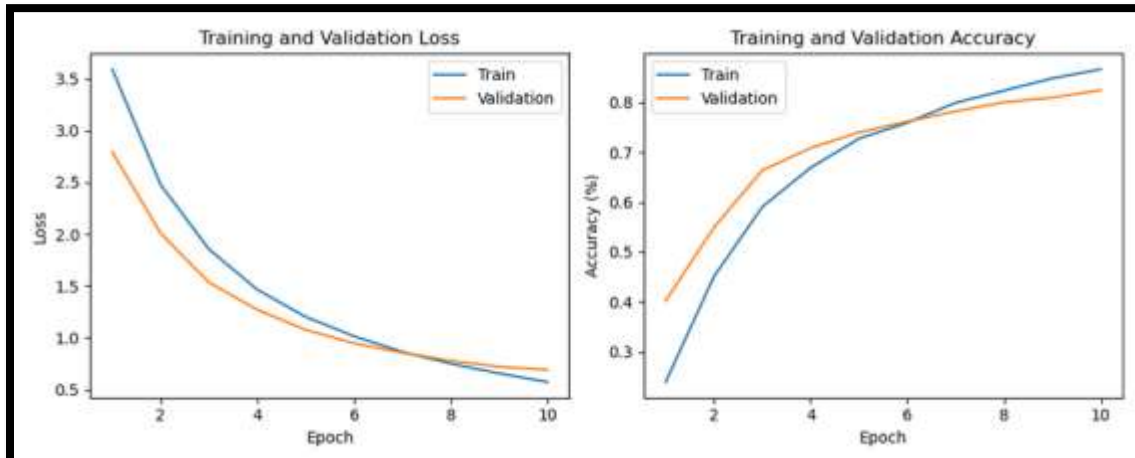 Training and Validation Loss
3.5
3.0
2.5
2.0
1.5
1.0
0.5
Loss
Train
Validation
2
4
6
8
10
Epoch
Training and Validation Accuracy
0.8
0.7
0.6
0.5
0.4
0.3
Accuracy (%)
Train
Validation
2
4
6
8
10
Epoch